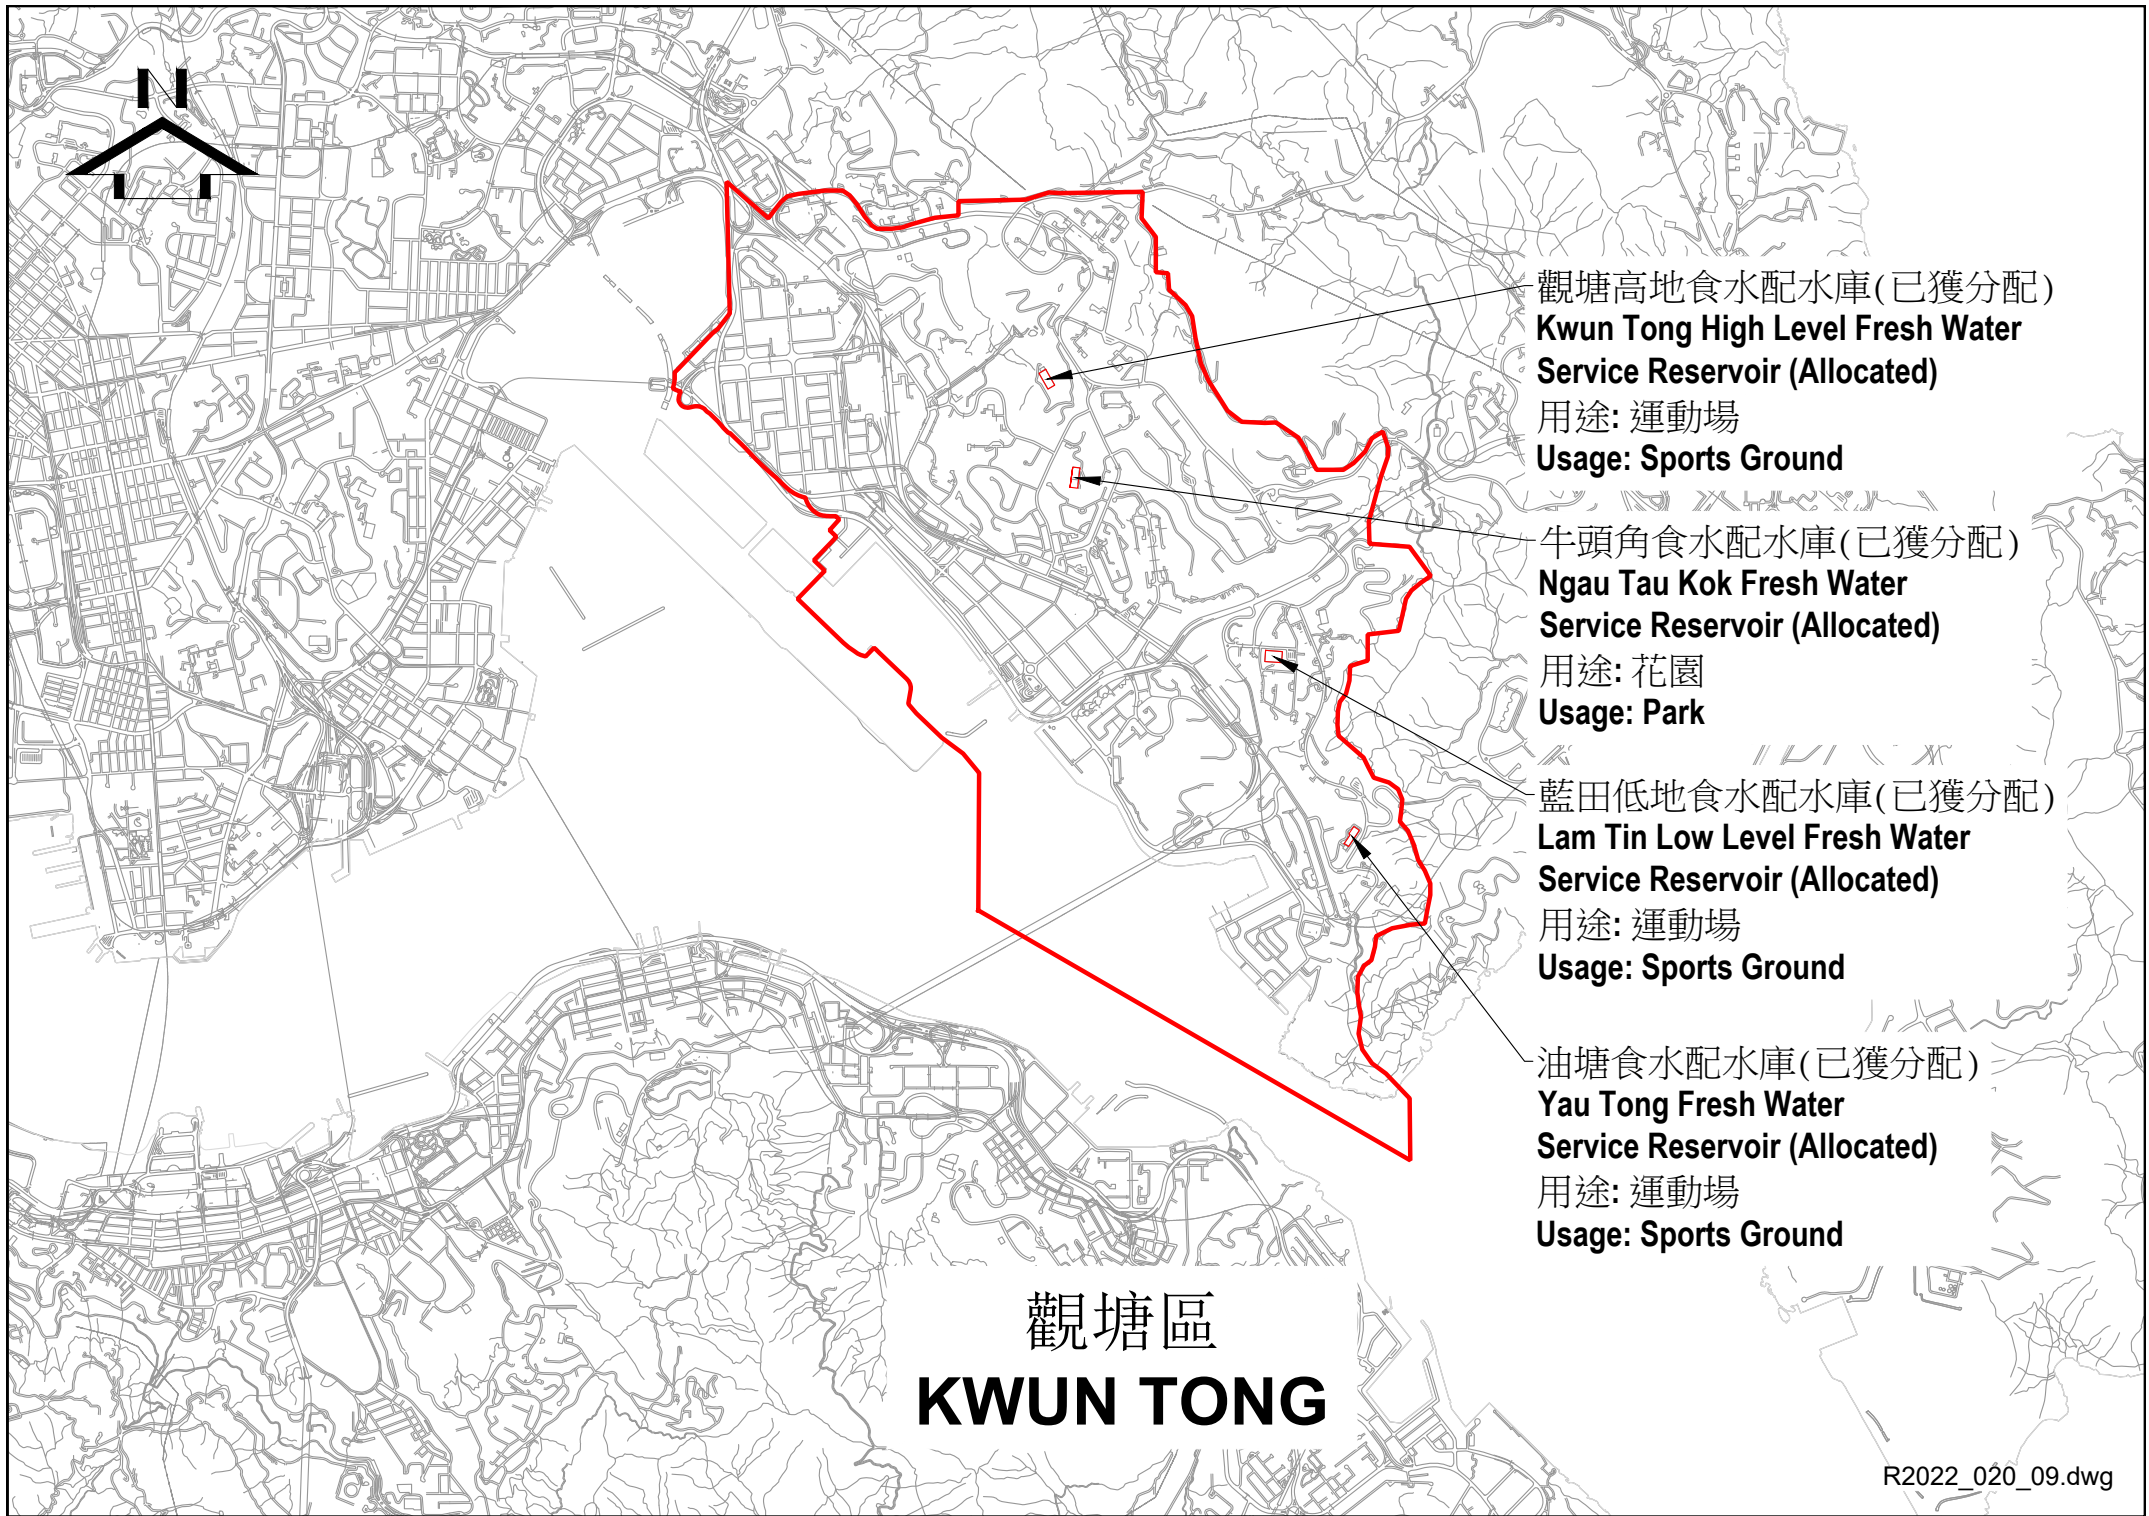 N
觀塘高地食水配水庫(已獲分配)
Kwun Tong High Level Fresh Water
Service Reservoir (Allocated)
用途: 運動場
Usage: Sports Ground
牛頭角食水配水庫(已獲分配)
Ngau Tau Kok Fresh Water
Service Reservoir (Allocated)
用途: 花園
Usage: Park
藍田低地食水配水庫(已獲分配)
Lam Tin Low Level Fresh Water
Service Reservoir (Allocated)
用途: 運動場
Usage: Sports Ground
油塘食水配水庫(已獲分配)
Yau Tong Fresh Water
Service Reservoir (Allocated)
用途: 運動場
Usage: Sports Ground
觀塘區
KWUN TONG
R2022_020_09.dwg